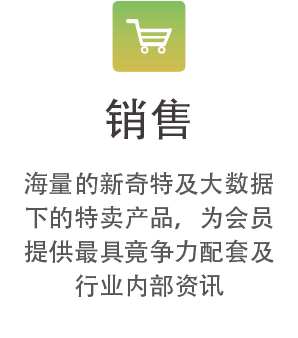 销售
海量的新奇特及大数据
下的特卖产品，为会员
提供最具竟争力配套及
行业内部资讯